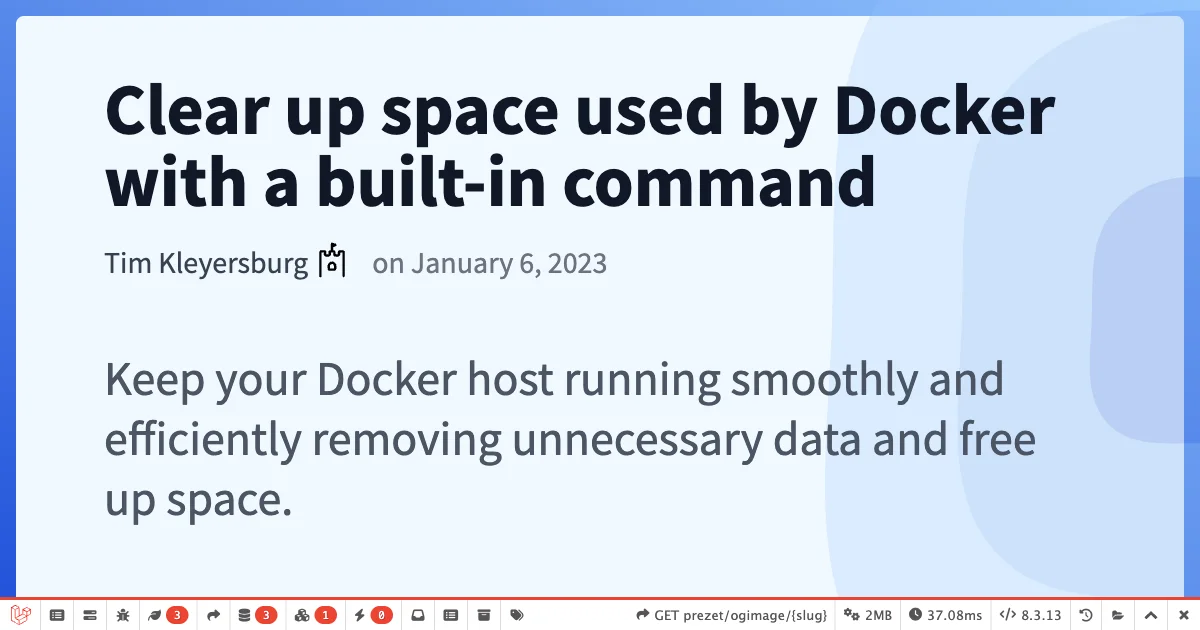 Clear up space used by Docker
with a built-in command
Tim Kleyersburg on January 6, 2023
Keep your Docker host running smoothly and
efficiently removing unnecessary data and free
up space.
3 3 1 0 GET prezet/ogimage/{slug} 2MB 37.08ms 8.3.13